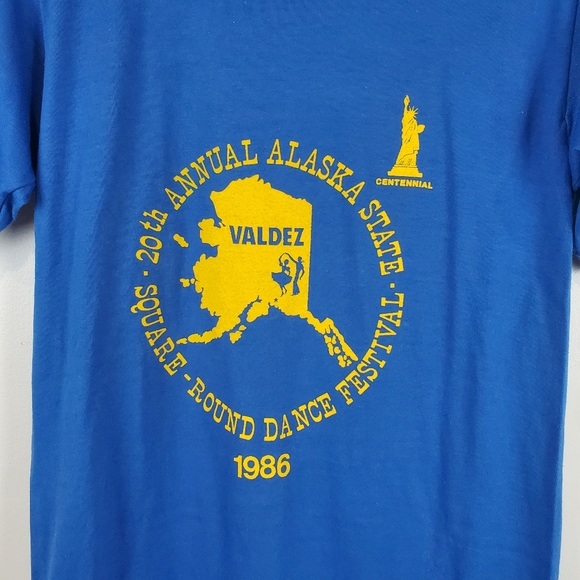 CENTENNIAL
20th ANNUAL ALASKA STATE -
SQUARE - ROUND DANCE FESTIVAL -
VALDEZ
1986